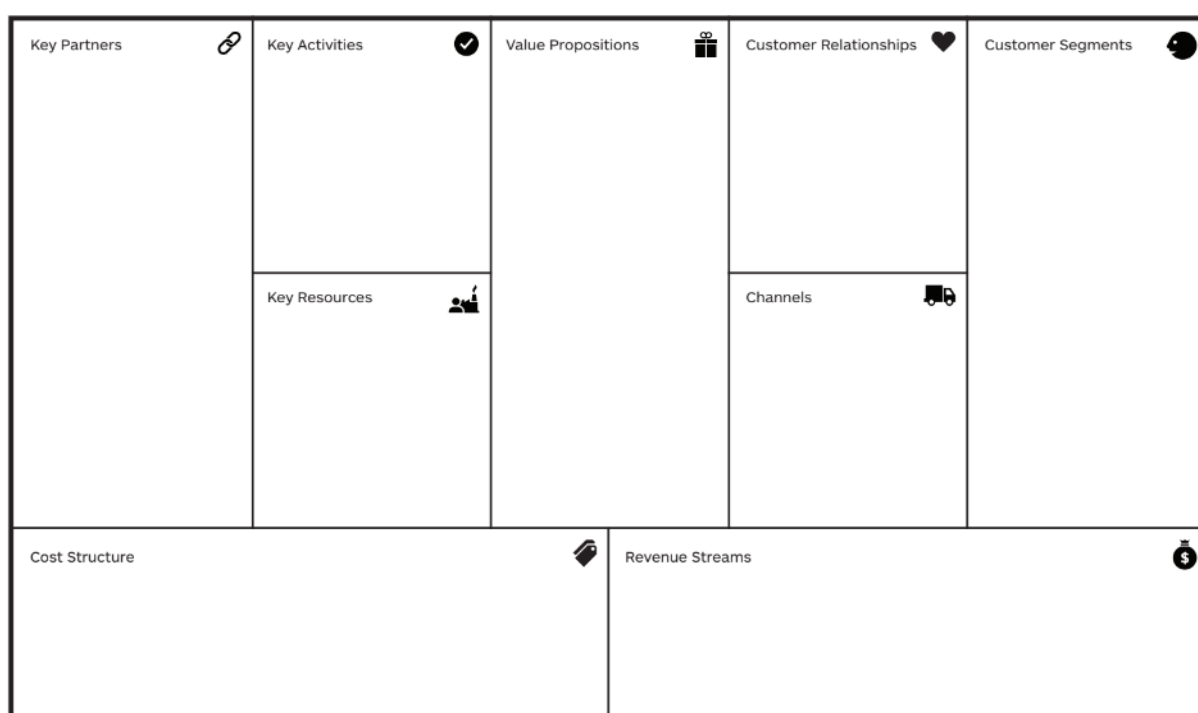 Key Partners
Key Activities
Value Propositions
Customer Relationships
Customer Segments
Key Resources
Channels
Cost Structure
Revenue Streams
$